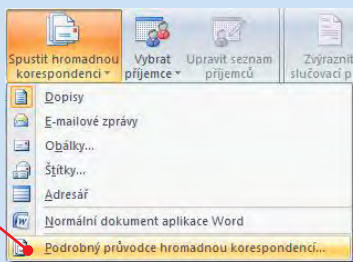 Spustit hromadnou korespondenci
Vybrat příjemce
Upravit seznam příjemců
Zvýraznit slučovací p
Dopisy
E-mailové zprávy
Obálky...
Štítky...
Adresář
Normální dokument aplikace Word
Podrobný průvodce hromadnou korespondencí...